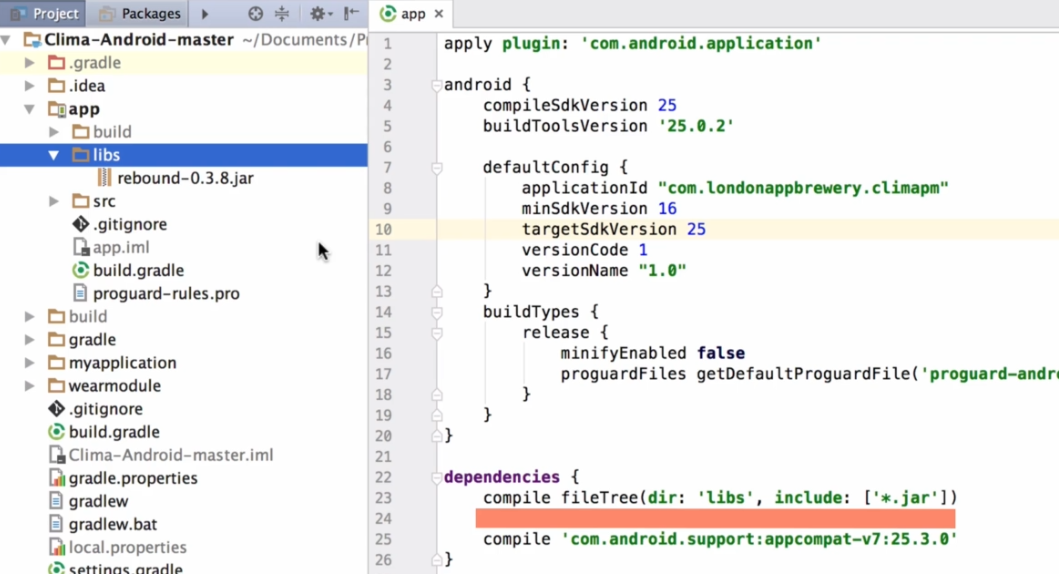 Project
Packages
Clima-Android-master ~/Documents/P
.gradle
.idea
app
build
libs
rebound-0.3.8.jar
src
.gitignore
app.iml
build.gradle
proguard-rules.pro
build
gradle
myapplication
wearmodule
.gitignore
build.gradle
Clima-Android-master.iml
gradle.properties
gradlew
gradlew.bat
local.properties
settings.gradle
app
1 apply plugin: 'com.android.application'
2
3 android {
4 compileSdkVersion 25
5 buildToolsVersion '25.0.2'
6
7 defaultConfig {
8 applicationId "com.londonappbrewery.climapm"
9 minSdkVersion 16
10 targetSdkVersion 25
11 versionCode 1
12 versionName "1.0"
13 }
14 buildTypes {
15 release {
16 minifyEnabled false
17 proguardFiles getDefaultProguardFile('proguard-andro
18 }
19 }
20 }
21
22 dependencies {
23 compile fileTree(dir: 'libs', include: ['*.jar'])
24
25 compile 'com.android.support:appcompat-v7:25.3.0'
26 }